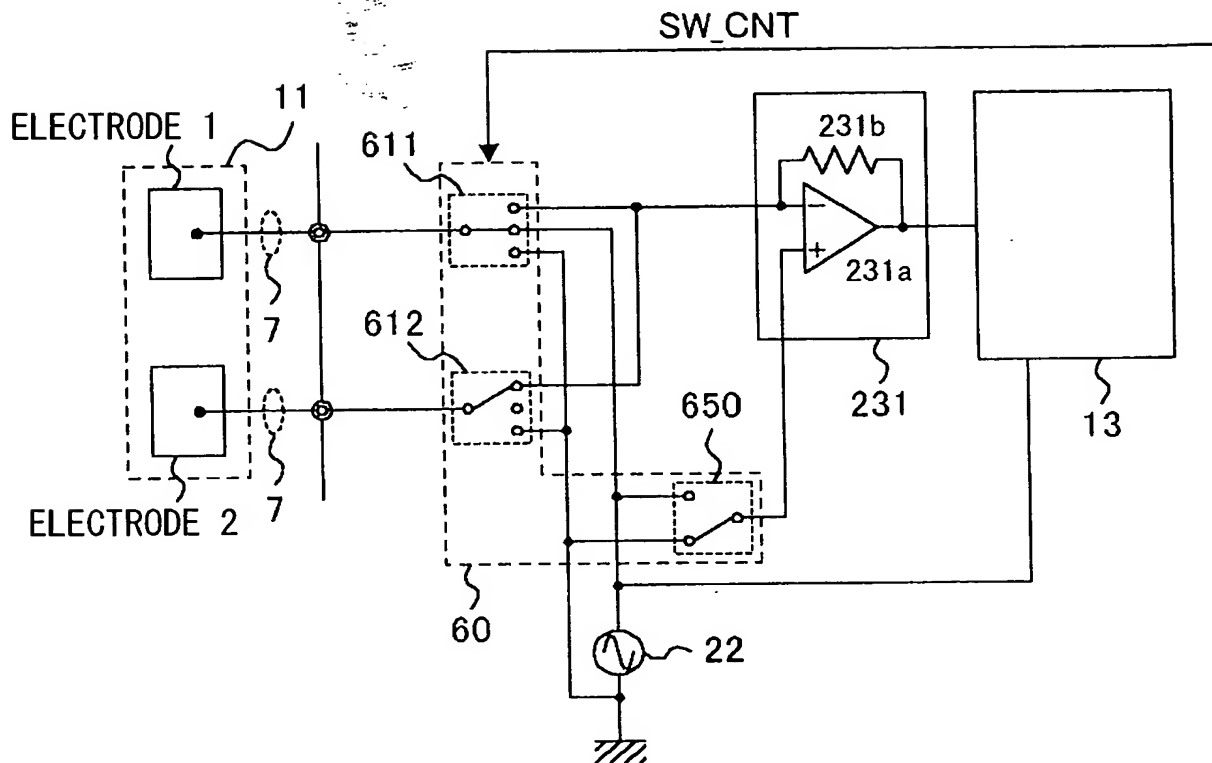 SW_CNT
ELECTRODE 1
11
611
231b
−
+
231a
7
612
650
231
13
ELECTRODE 2
7
60
22